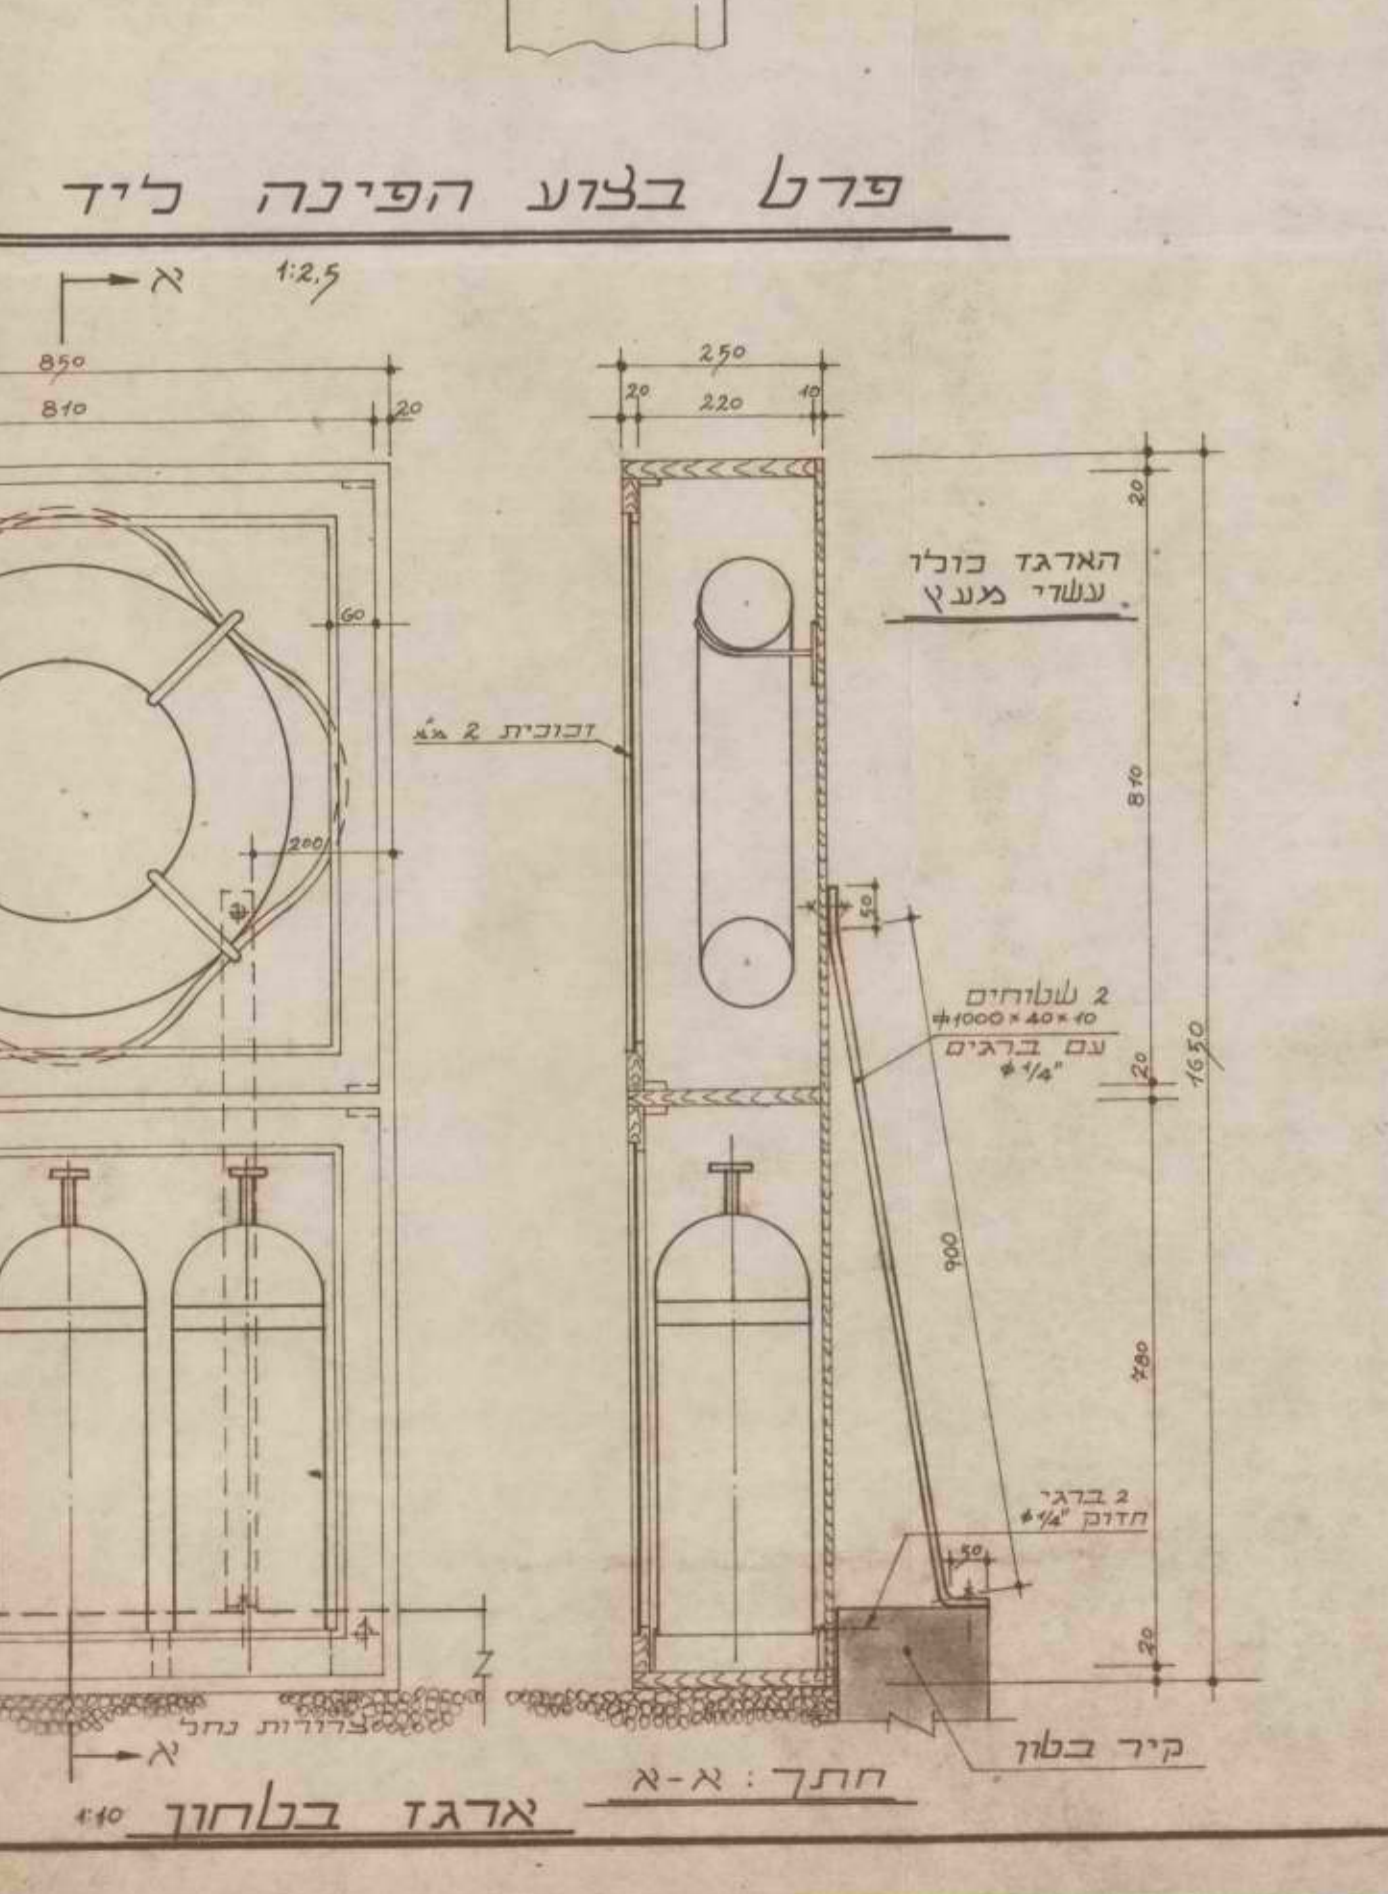 פרט בצוע הפינה ליד
א
1:2,5
850
810
20
250
20
220
10
20
הארגז כולו
עשוי מעץ
60
זכוכית 2 מ"מ
810
200
50
2 שטוחים
ф1000×40×10
עם ברגים
ф 1/4"
20
1650
900
780
2 ברגי
חזוק ф 1/4"
50
20
צרורות נחל
א
קיר בטון
חתך: א-א
ארגז בטחון 1:10